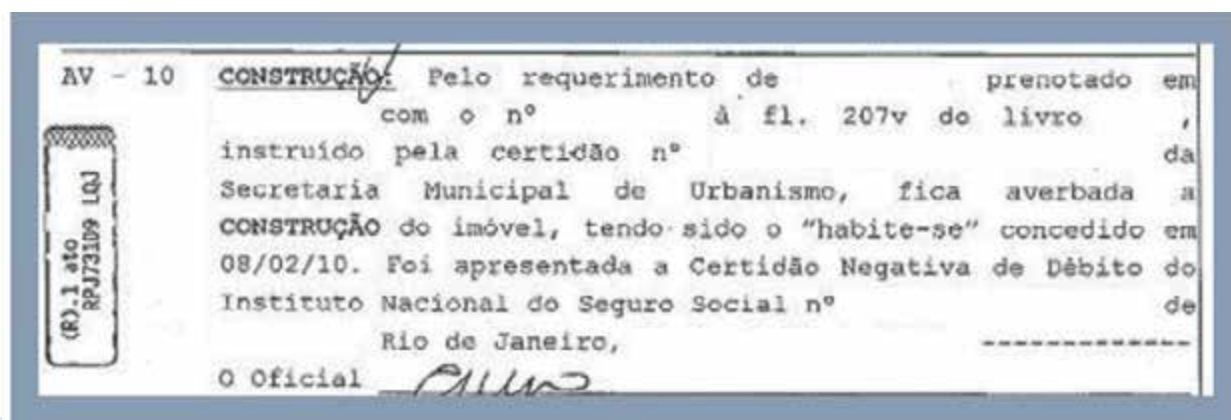 AV - 10 CONSTRUÇÃO: Pelo requerimento de prenotado em
com o nº à fl. 207v do livro ,
instruído pela certidão nº da
Secretaria Municipal de Urbanismo, fica averbada a
CONSTRUÇÃO do imóvel, tendo sido o "habite-se" concedido em
08/02/10. Foi apresentada a Certidão Negativa de Débito do
Instituto Nacional do Seguro Social nº de
Rio de Janeiro, -------------
O Oficial
(R).1 ato
RPJ731D9 LQJ